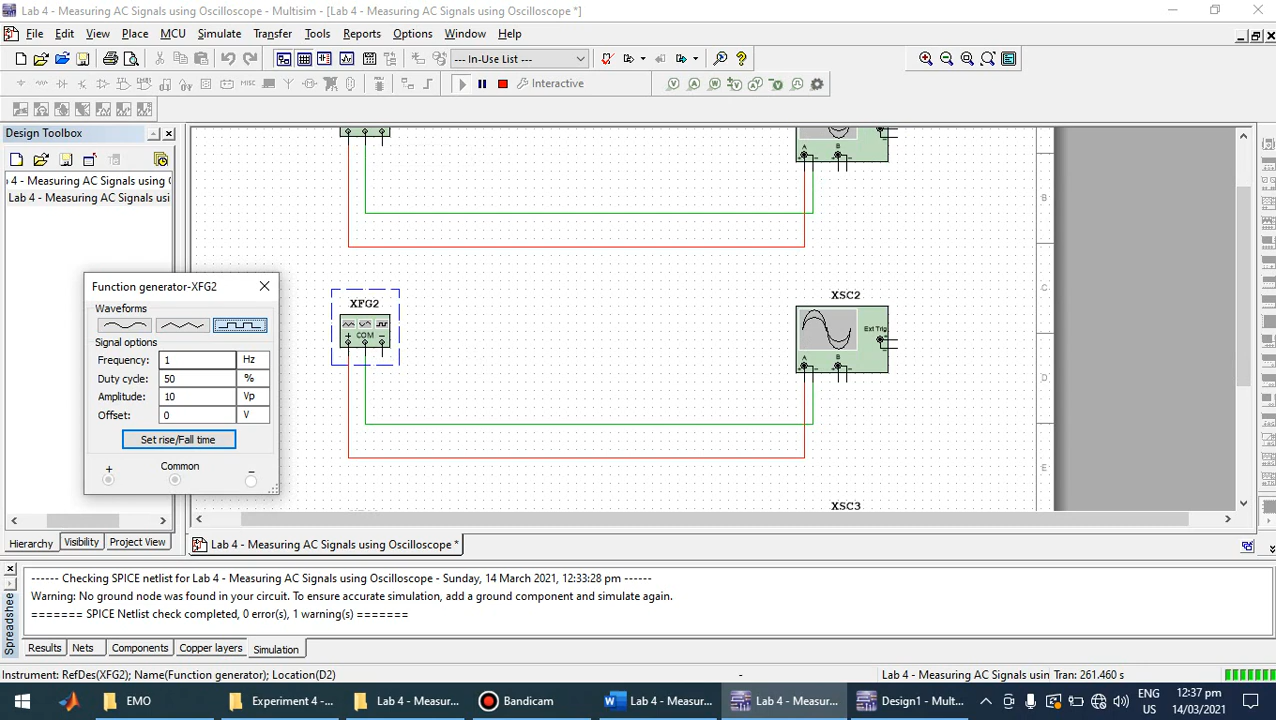 Lab 4 - Measuring AC Signals using Oscilloscope - Multisim - [Lab 4 - Measuring AC Signals using Oscilloscope *]
File Edit View Place MCU Simulate Transfer Tools Reports Options Window Help
--- In-Use List ---
Interactive
Design Toolbox
4 - Measuring AC Signals using (
Lab 4 - Measuring AC Signals usi
A B
B
C
D
E
Function generator-XFG2
Waveforms
Signal options
Frequency: 1 Hz
Duty cycle: 50 %
Amplitude: 10 Vp
Offset: 0 V
Set rise/Fall time
+ Common −
XFG2
+ COM −
XSC2
Ext Trig
A B
XSC3
Hierarchy Visibility Project View
Lab 4 - Measuring AC Signals using Oscilloscope *
Spreadsheet
------ Checking SPICE netlist for Lab 4 - Measuring AC Signals using Oscilloscope - Sunday, 14 March 2021, 12:33:28 pm ------
Warning: No ground node was found in your circuit. To ensure accurate simulation, add a ground component and simulate again.
======= SPICE Netlist check completed, 0 error(s), 1 warning(s) =======
Results Nets Components Copper layers Simulation
Instrument: RefDes(XFG2); Name(Function generator); Location(D2)
Lab 4 - Measuring AC Signals usin Tran: 261.460 s
EMO
Experiment 4 -...
Lab 4 - Measur...
Bandicam
Lab 4 - Measur...
Lab 4 - Measur...
Design1 - Mult...
ENG
US
12:37 pm
14/03/2021